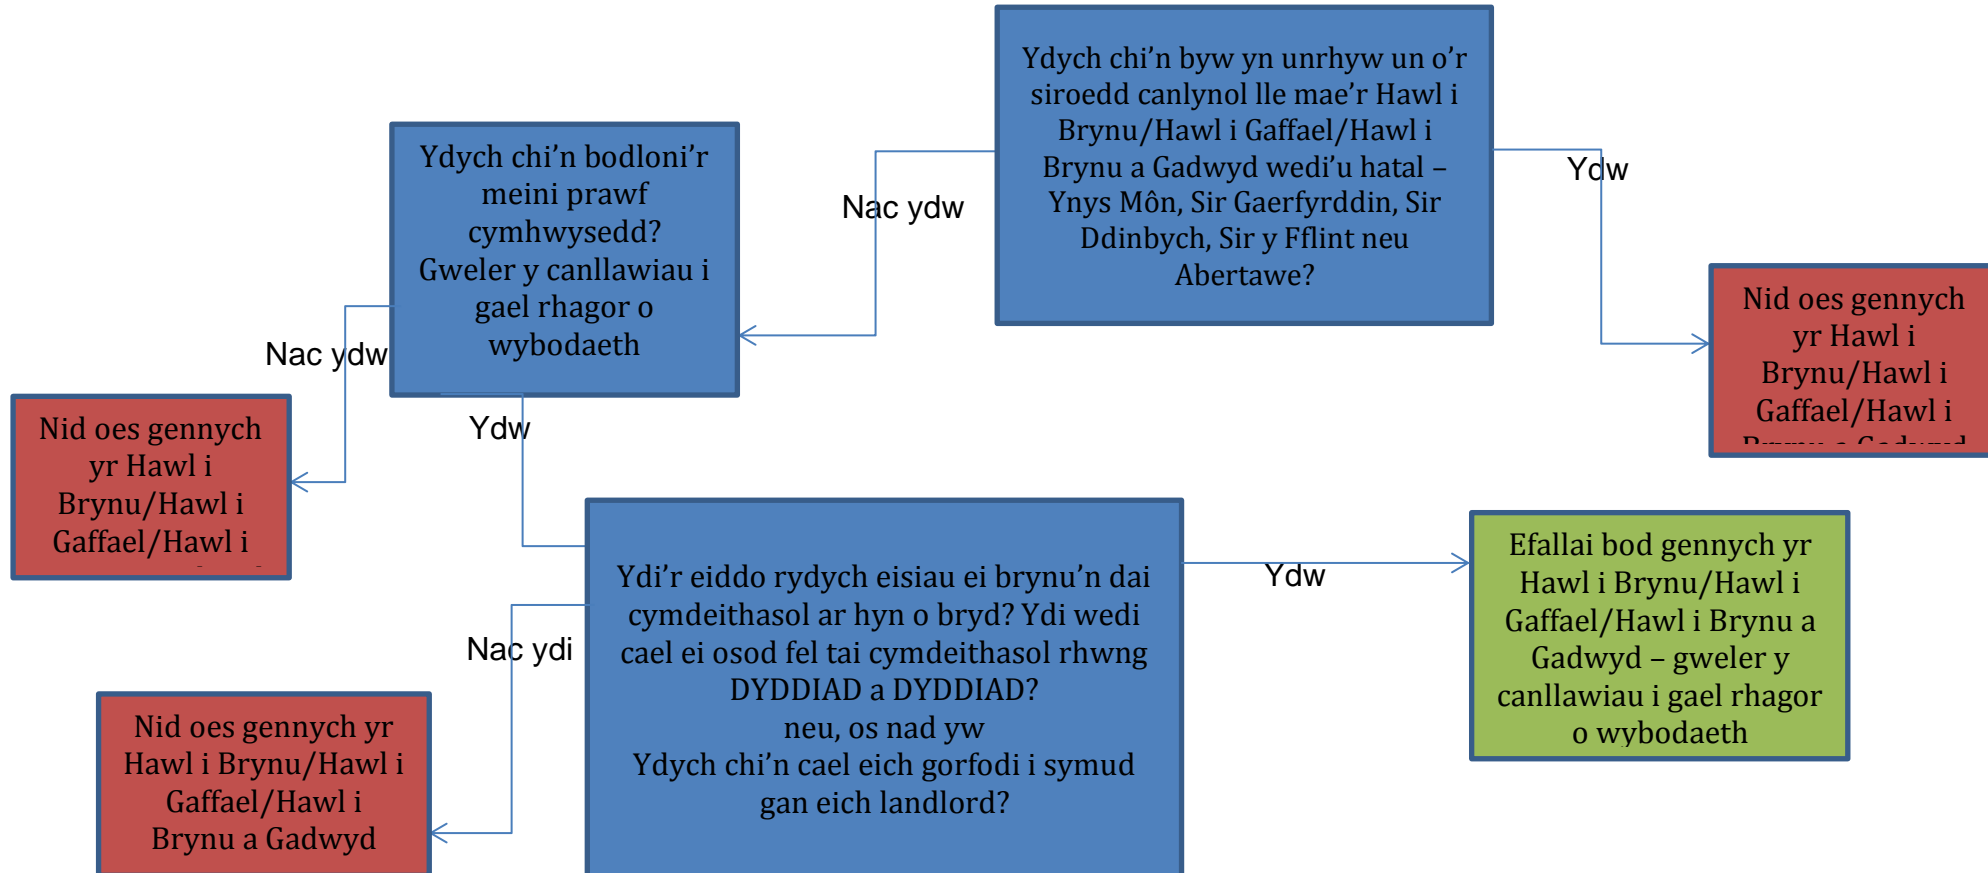 Ydych chi’n byw yn unrhyw un o’r
siroedd canlynol lle mae’r Hawl i
Brynu/Hawl i Gaffael/Hawl i
Brynu a Gadwyd wedi’u hatal –
Ynys Môn, Sir Gaerfyrddin, Sir
Ddinbych, Sir y Fflint neu
Abertawe?
Ydw
Nac ydw
Nid oes gennych
yr Hawl i
Brynu/Hawl i
Gaffael/Hawl i
Brynu a Gadwyd
Ydych chi’n bodloni’r
meini prawf
cymhwysedd?
Gweler y canllawiau i
gael rhagor o
wybodaeth
Nac ydw
Ydw
Nid oes gennych
yr Hawl i
Brynu/Hawl i
Gaffael/Hawl i
Ydi’r eiddo rydych eisiau ei brynu’n dai
cymdeithasol ar hyn o bryd? Ydi wedi
cael ei osod fel tai cymdeithasol rhwng
DYDDIAD a DYDDIAD?
neu, os nad yw
Ydych chi’n cael eich gorfodi i symud
gan eich landlord?
Ydw
Nac ydi
Efallai bod gennych yr
Hawl i Brynu/Hawl i
Gaffael/Hawl i Brynu a
Gadwyd – gweler y
canllawiau i gael rhagor
o wybodaeth
Nid oes gennych yr
Hawl i Brynu/Hawl i
Gaffael/Hawl i
Brynu a Gadwyd